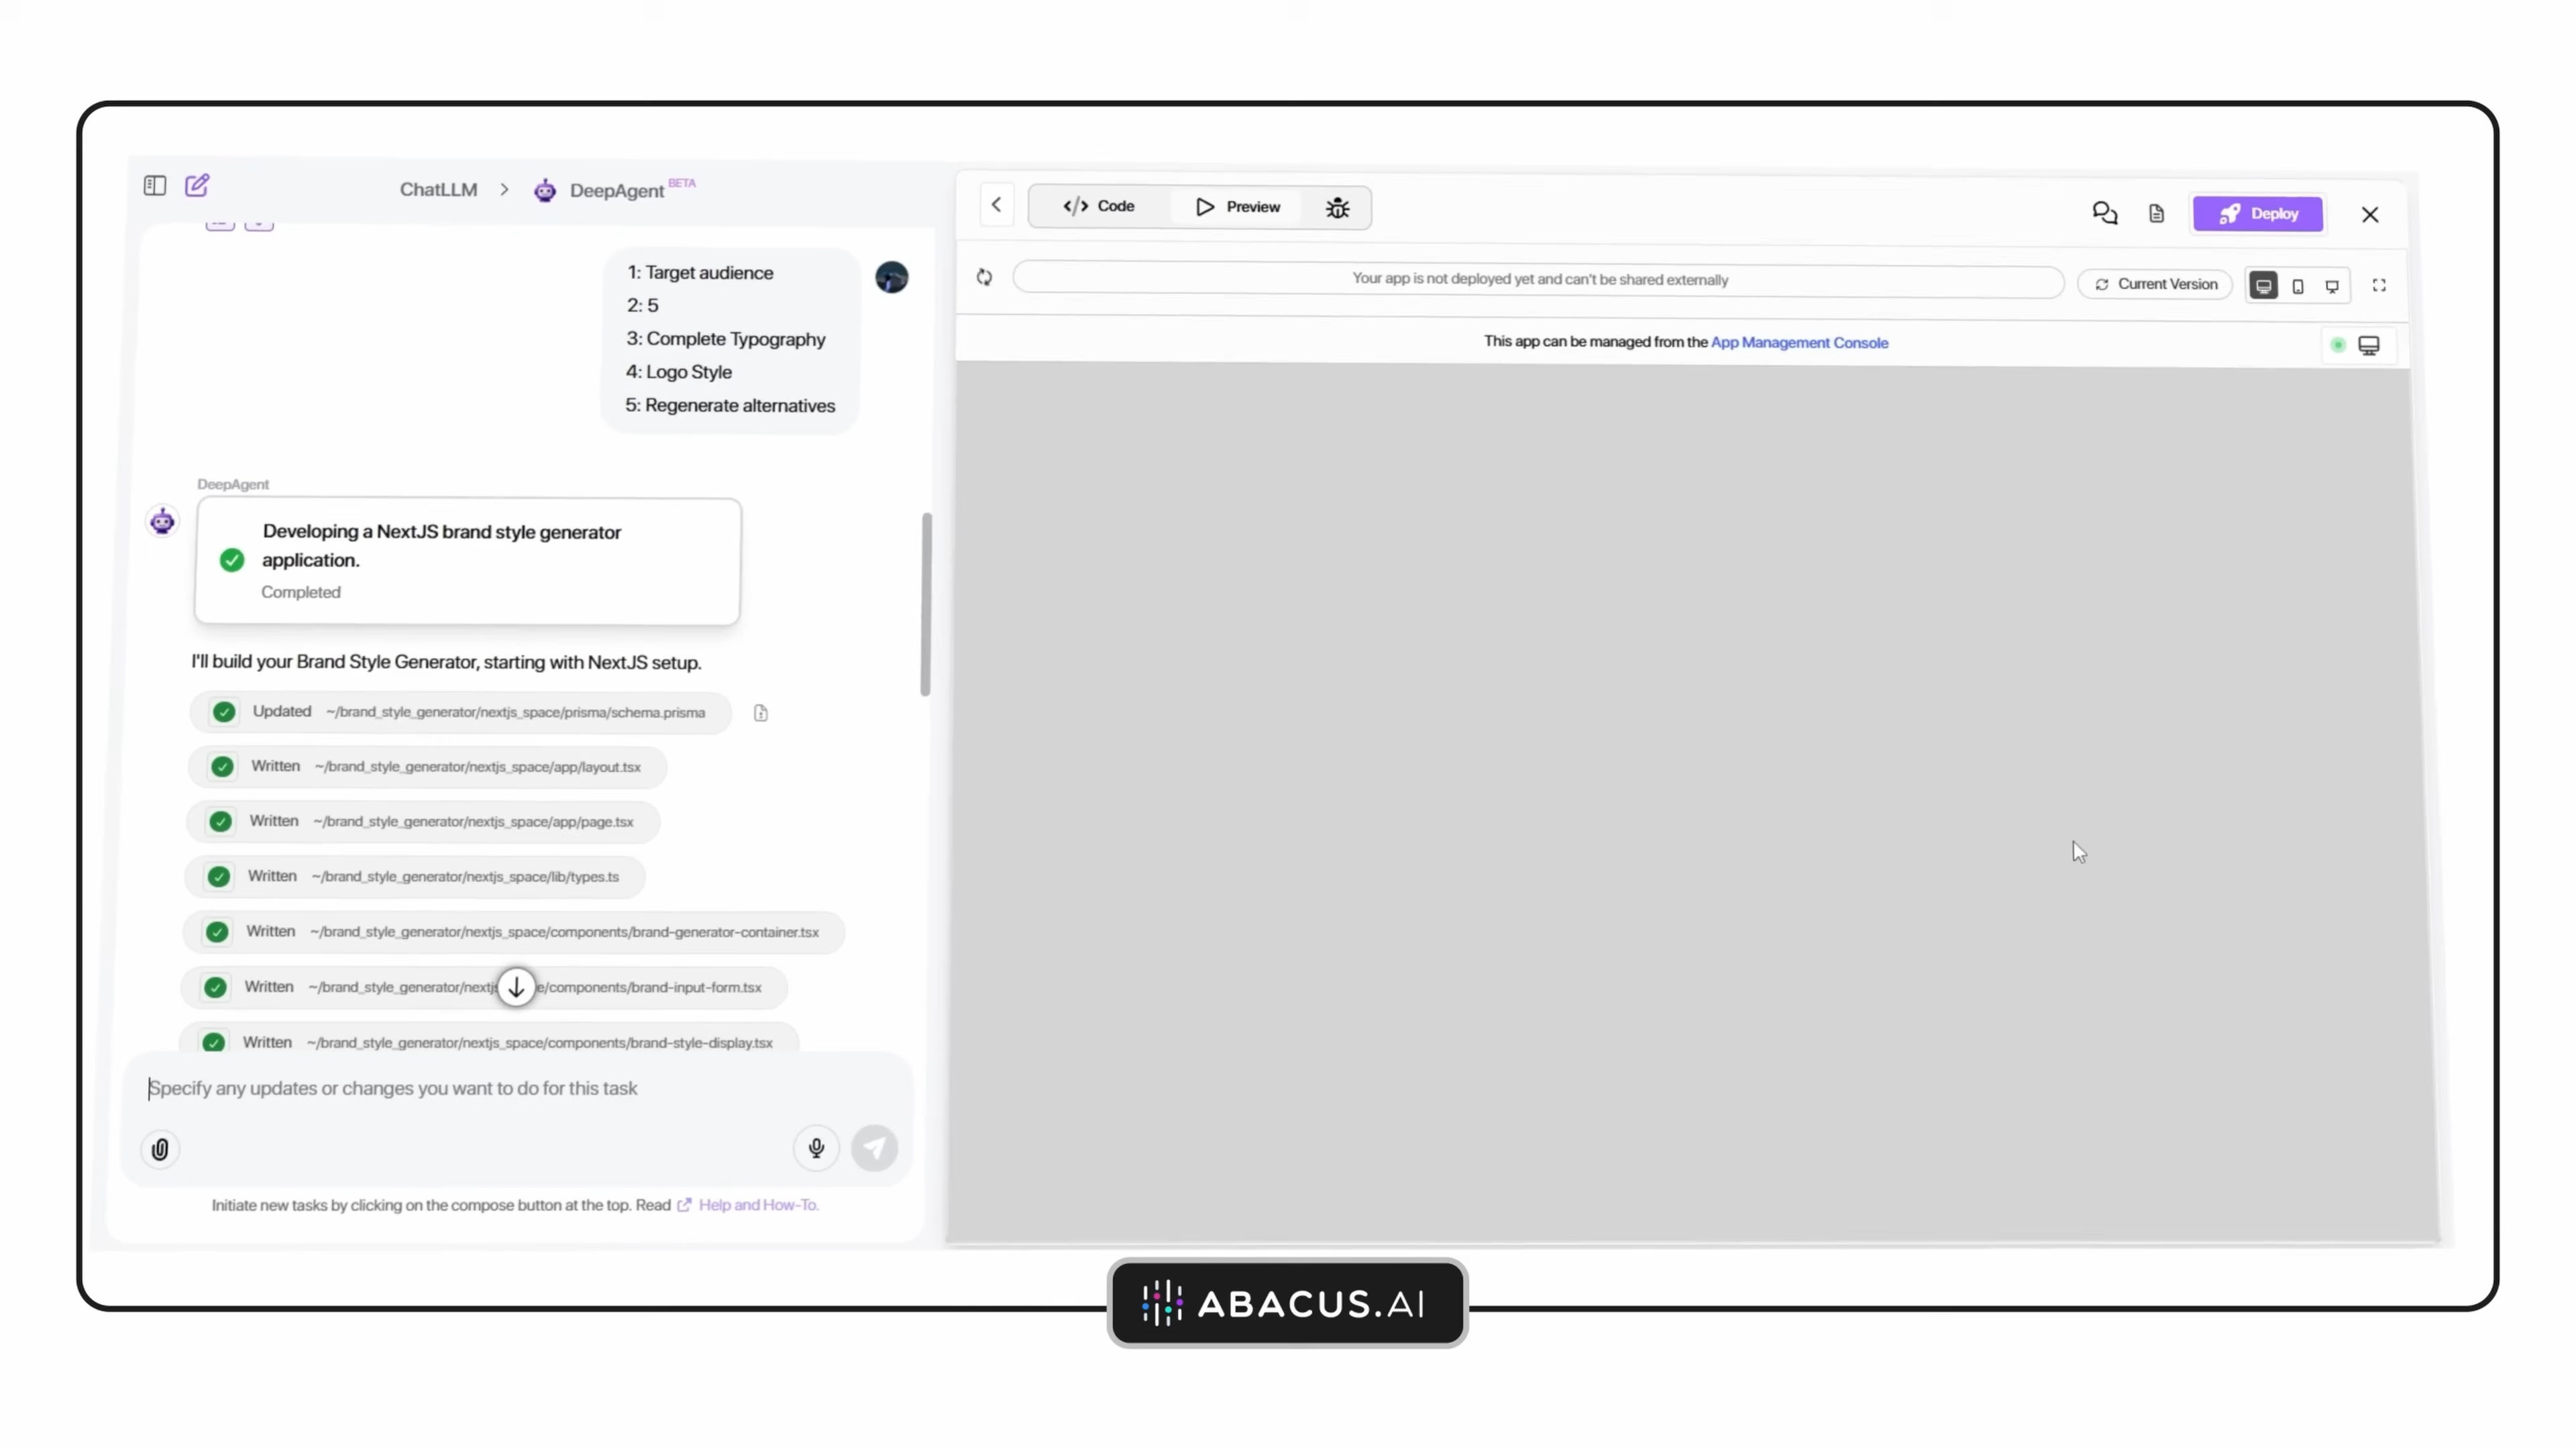 ChatLLM > DeepAgent BETA
1: Target audience
2: 5
3: Complete Typography
4: Logo Style
5: Regenerate alternatives
DeepAgent
Developing a NextJS brand style generator
application.
Completed
I'll build your Brand Style Generator, starting with NextJS setup.
Updated ~/brand_style_generator/nextjs_space/prisma/schema.prisma
Written ~/brand_style_generator/nextjs_space/app/layout.tsx
Written ~/brand_style_generator/nextjs_space/app/page.tsx
Written ~/brand_style_generator/nextjs_space/lib/types.ts
Written ~/brand_style_generator/nextjs_space/components/brand-generator-container.tsx
Written ~/brand_style_generator/nextjs e/components/brand-input-form.tsx
Written ~/brand_style_generator/nextjs_space/components/brand-style-display.tsx
Specify any updates or changes you want to do for this task
Initiate new tasks by clicking on the compose button at the top. Read Help and How-To.
</> Code Preview
Deploy
Your app is not deployed yet and can't be shared externally
Current Version
This app can be managed from the App Management Console
ABACUS.AI